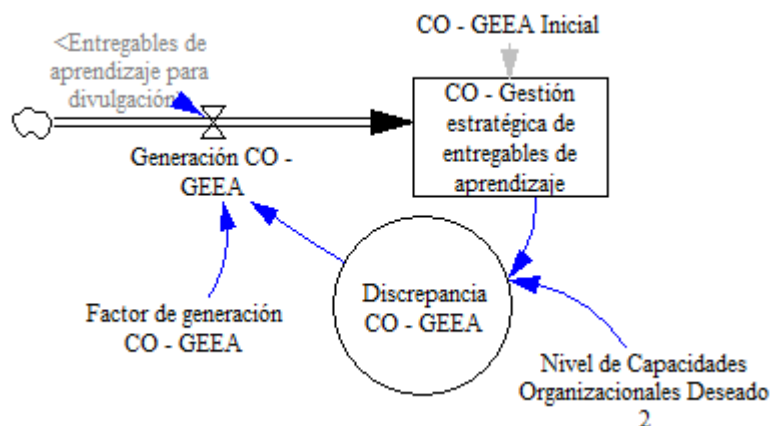 <Entregables de
aprendizaje para
divulgación>
CO - GEEA Inicial
CO - Gestión
estratégica de
entregables de
aprendizaje
Generación CO -
GEEA
Factor de generación
CO - GEEA
Discrepancia
CO - GEEA
Nivel de Capacidades
Organizacionales Deseado
2